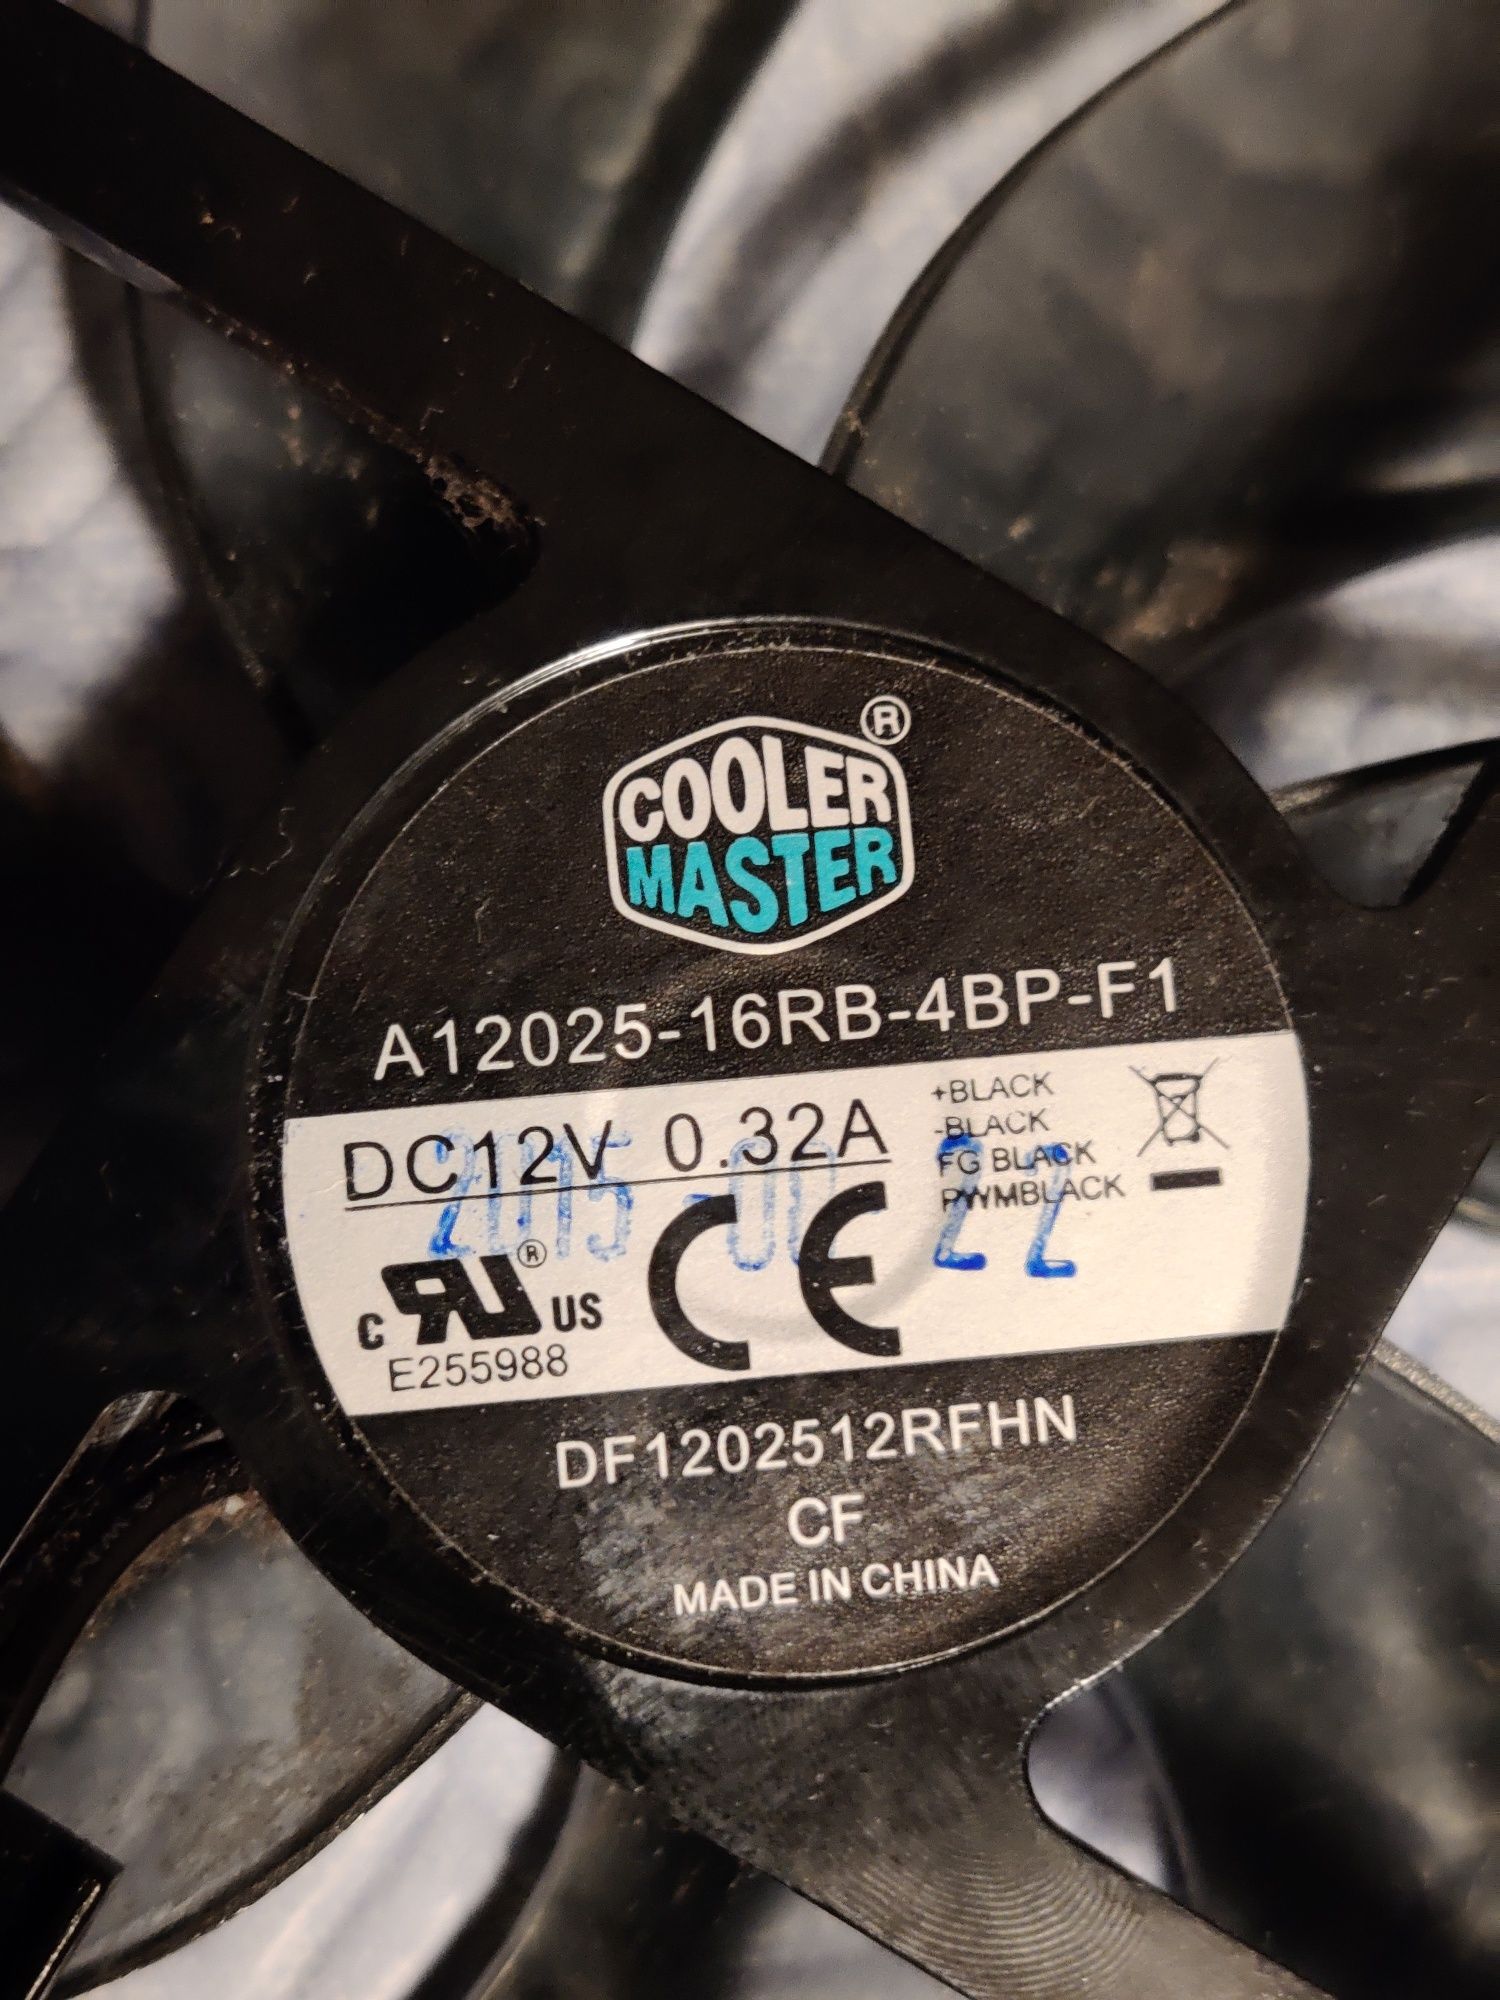 COOLER
MASTER
®
A12025-16RB-4BP-F1
DC12V 0.32A
+BLACK
-BLACK
FG BLACK
PWMBLACK
C US ®
E255988
CE
DF1202512RFHN
CF
MADE IN CHINA